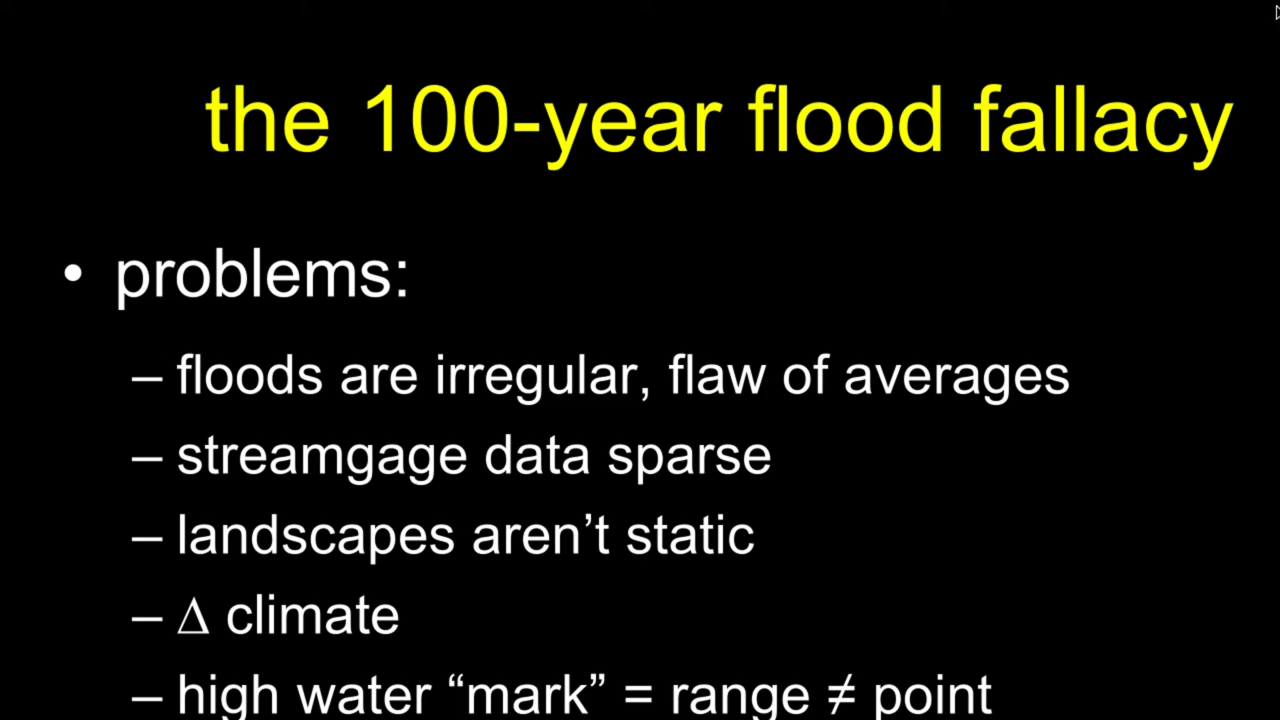 the 100-year flood fallacy
• problems:
– floods are irregular, flaw of averages
– streamgage data sparse
– landscapes aren’t static
– Δ climate
– high water “mark” = range ≠ point